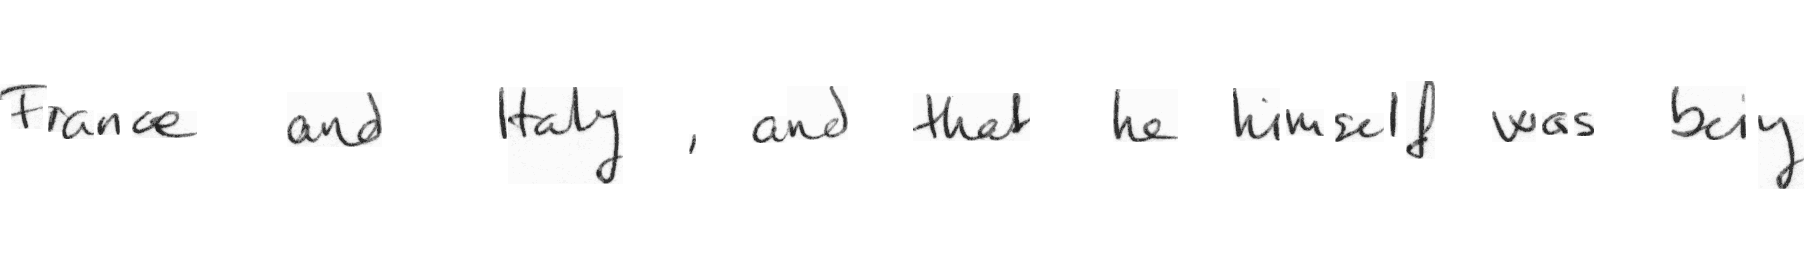 France and Italy, and that he himself was being